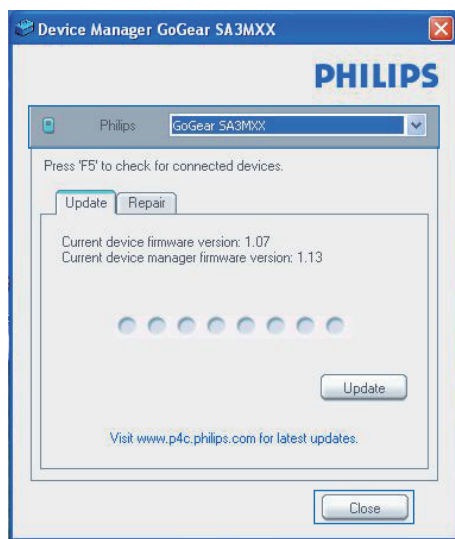 Device Manager GoGear SA3MXX
PHILIPS
Philips GoGear SA3MXX
Press 'F5' to check for connected devices.
Update Repair
Current device firmware version: 1.07
Current device manager firmware version: 1.13
Update
Visit www.p4c.philips.com for latest updates.
Close